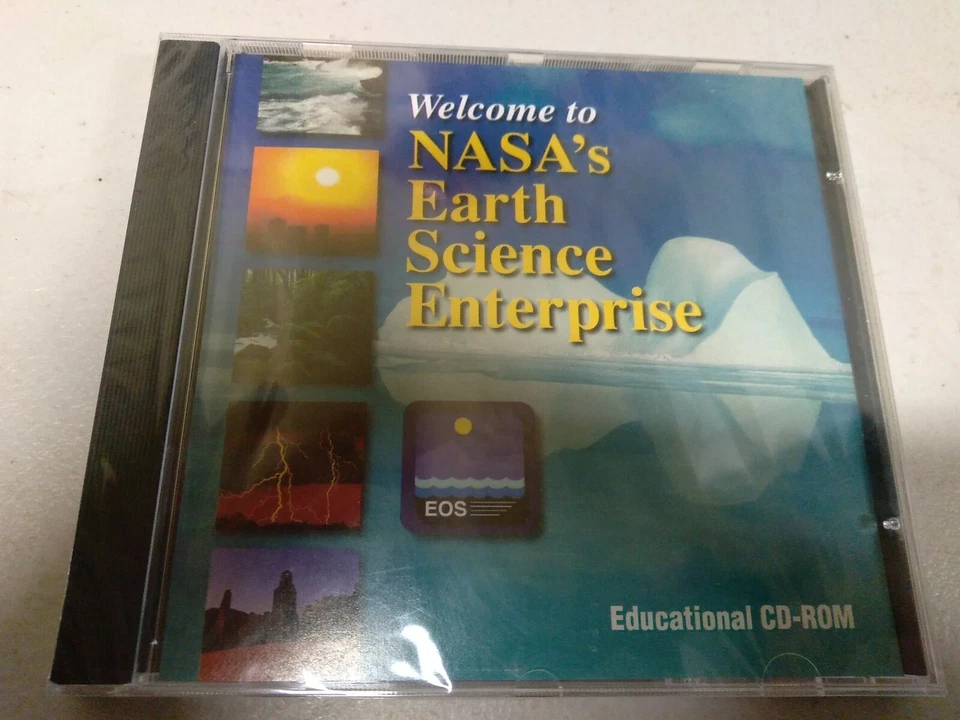 Welcome to
NASA's
Earth
Science
Enterprise
EOS
Educational CD-ROM